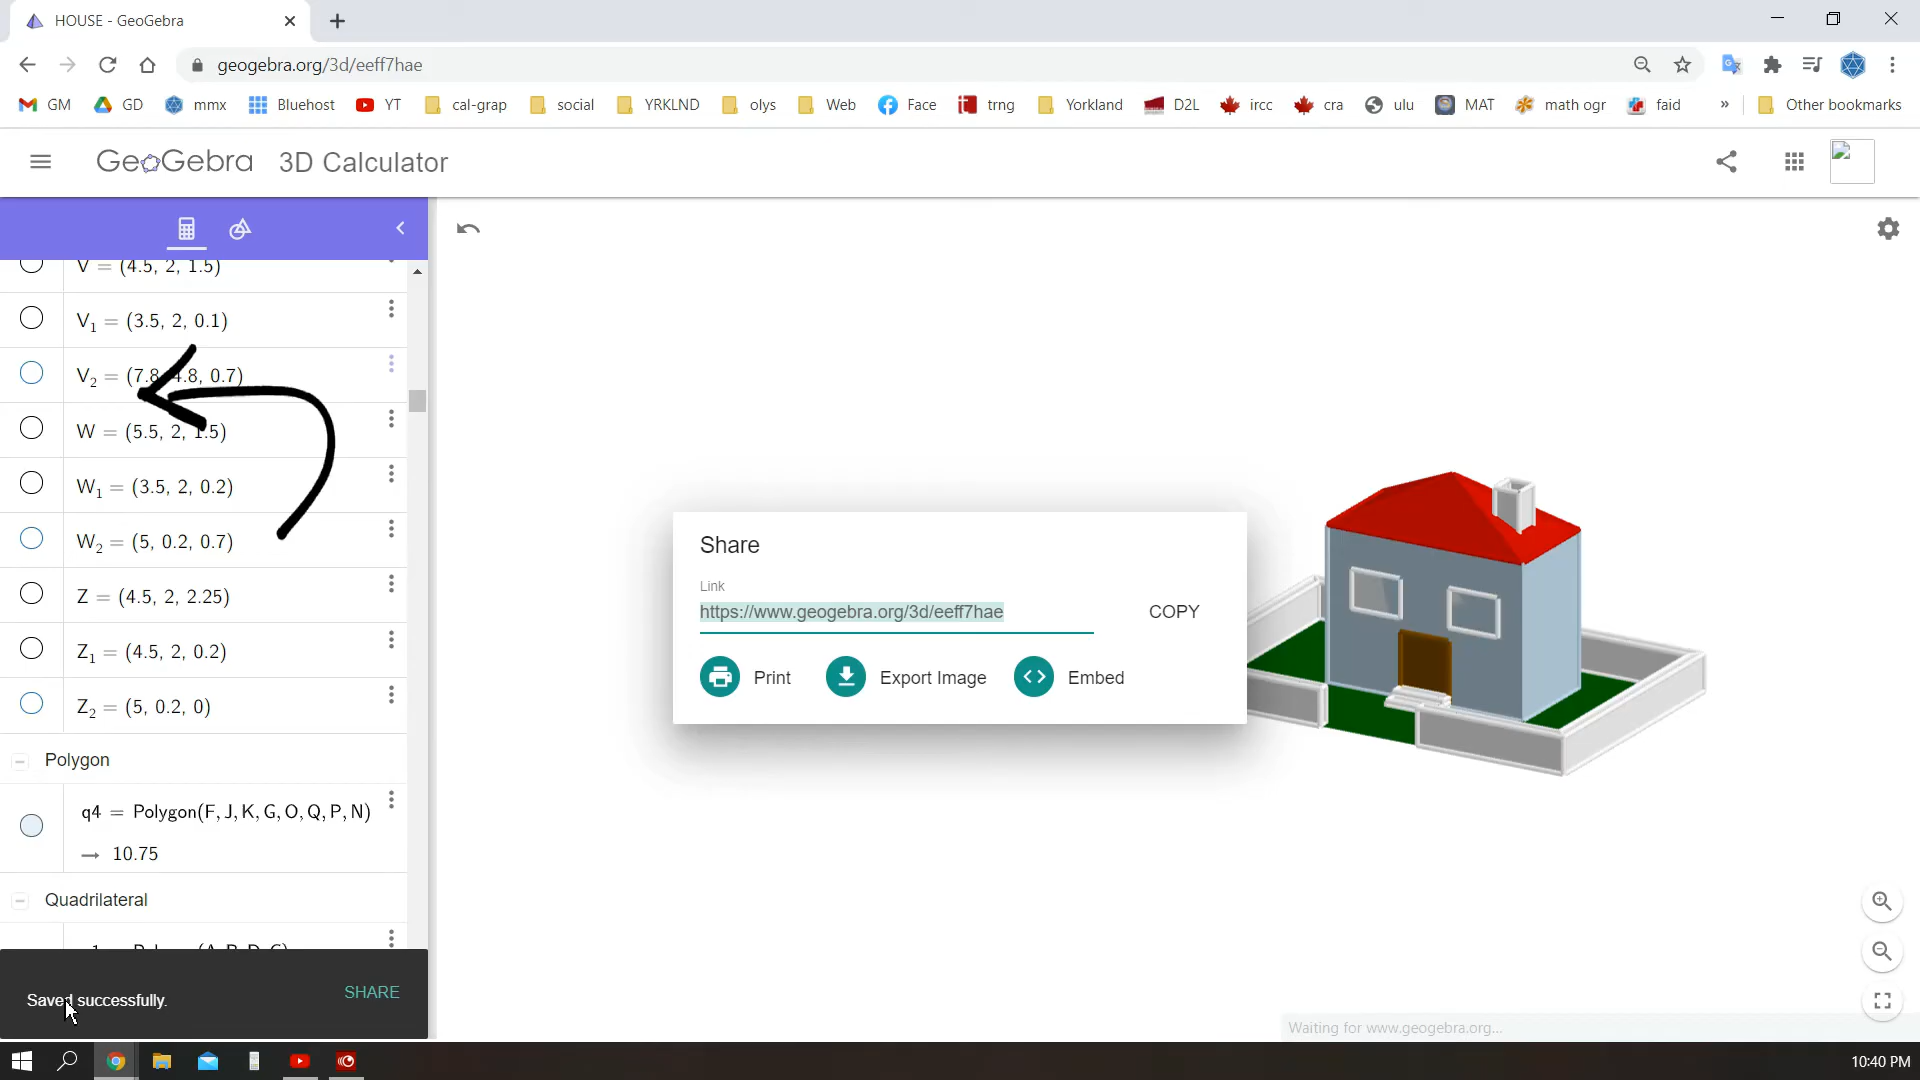 HOUSE - GeoGebra
geogebra.org/3d/eeff7hae
GM GD mmx Bluehost YT cal-grap social YRKLND olys Web Face trng Yorkland D2L ircc cra ulu MAT math ogr faid » Other bookmarks
GeoGebra 3D Calculator
V = (4.5, 2, 1.5)
V₁ = (3.5, 2, 0.1)
V₂ = (7.8, 4.8, 0.7)
W = (5.5, 2, 1.5)
W₁ = (3.5, 2, 0.2)
W₂ = (5, 0.2, 0.7)
Z = (4.5, 2, 2.25)
Z₁ = (4.5, 2, 0.2)
Z₂ = (5, 0.2, 0)
Polygon
q4 = Polygon(F, J, K, G, O, Q, P, N)
→ 10.75
Quadrilateral
Saved successfully. SHARE
Share
Link
https://www.geogebra.org/3d/eeff7hae COPY
Print Export Image Embed
Waiting for www.geogebra.org...
10:40 PM